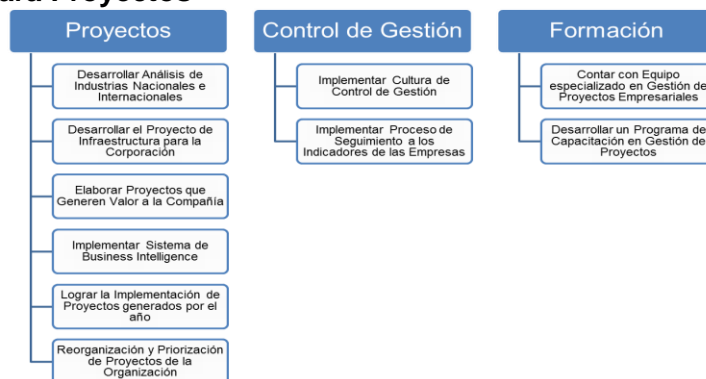 para Proyectos
Proyectos
Desarrollar Análisis de
Industrias Nacionales e
Internacionales
Desarrollar el Proyecto de
Infraestructura para la
Corporación
Elaborar Proyectos que
Generen Valor a la Compañía
Implementar Sistema de
Business Intelligence
Lograr la Implementación de
Proyectos generados por el
año
Reorganización y Priorización
de Proyectos de la
Organización
Control de Gestión
Implementar Cultura de
Control de Gestión
Implementar Proceso de
Seguimiento a los
Indicadores de las Empresas
Formación
Contar con Equipo
especializado en Gestión de
Proyectos Empresariales
Desarrollar un Programa de
Capacitación en Gestión de
Proyectos